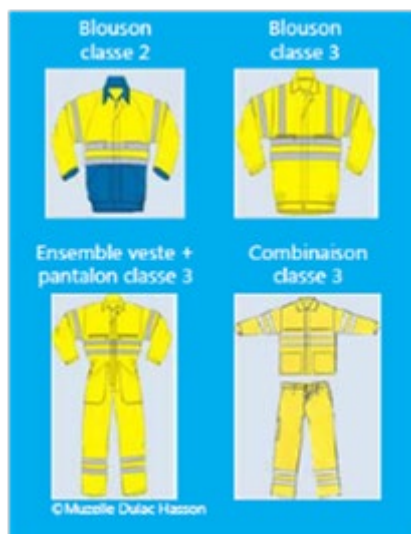 Blouson
classe 2
Blouson
classe 3
Ensemble veste +
pantalon classe 3
Combinaison
classe 3
©Muzelle Dulac Hasson